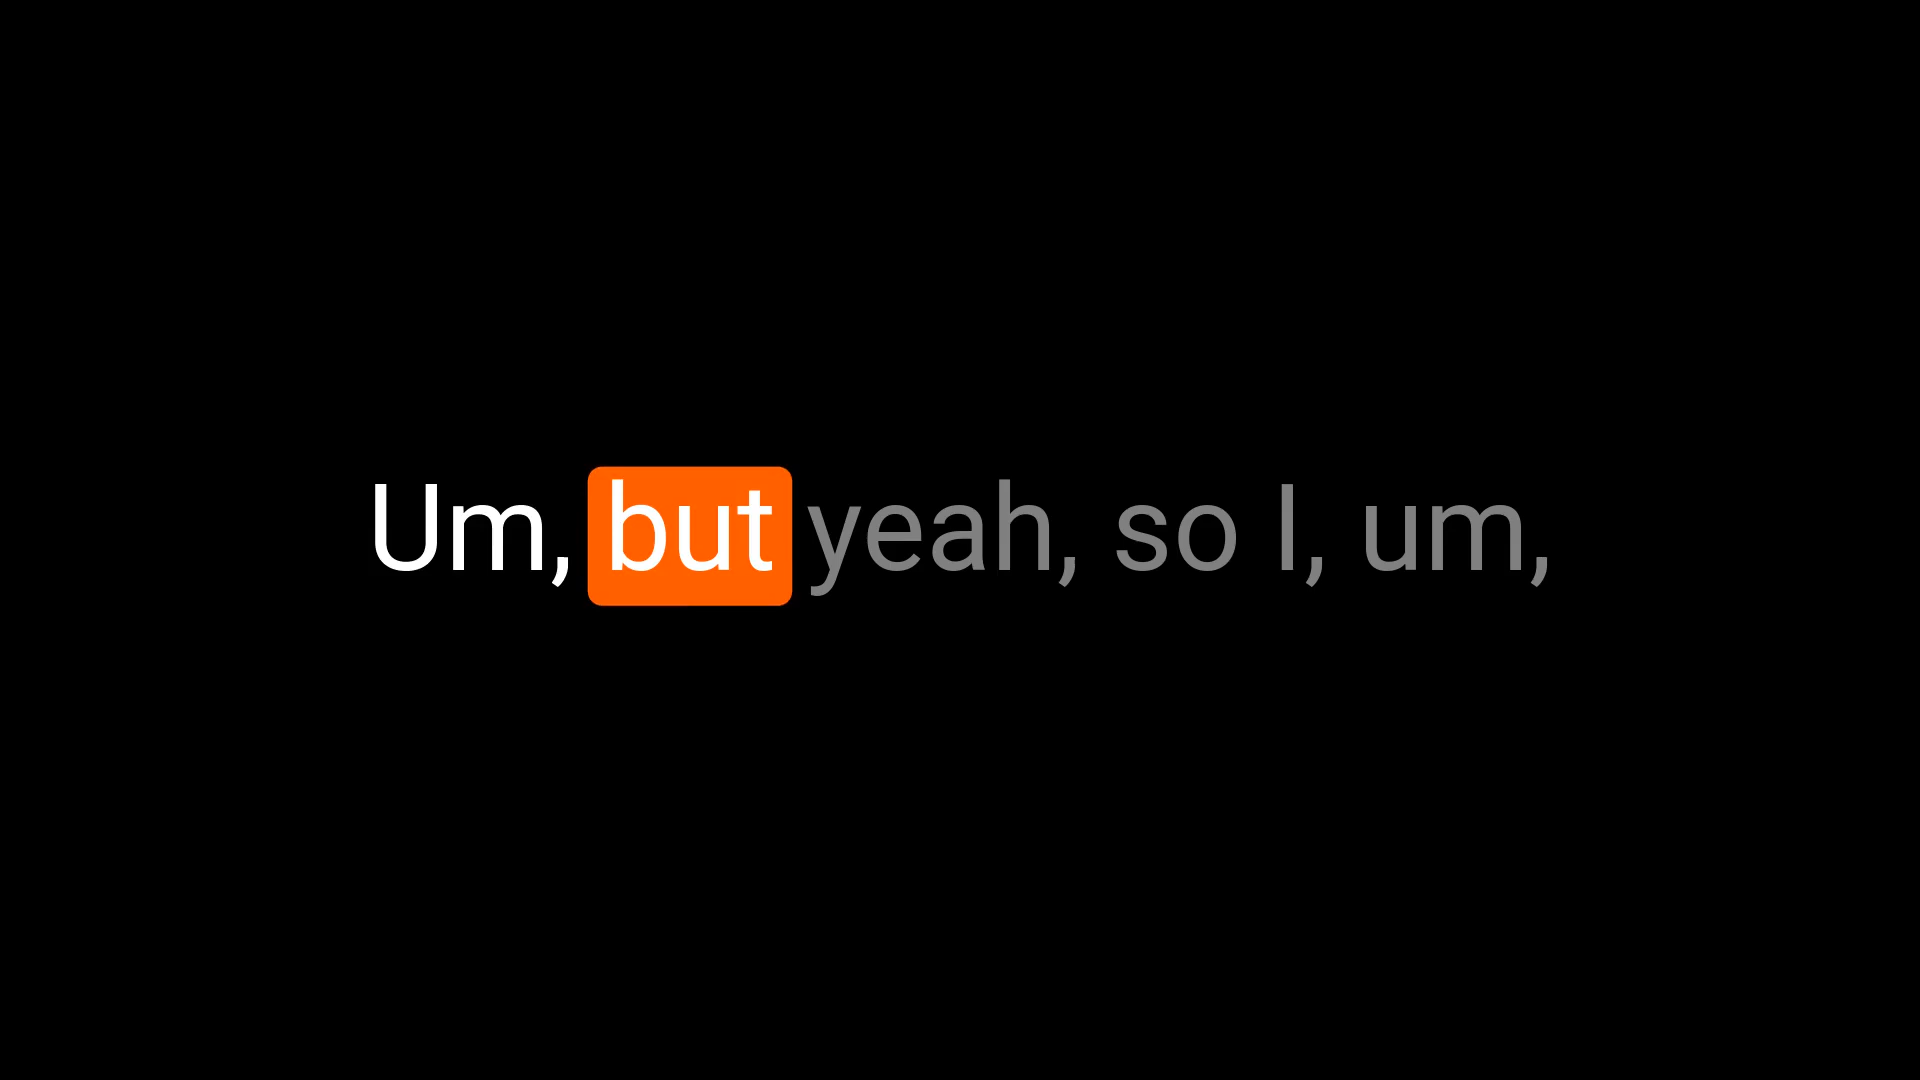 Um, but yeah, so I, um,